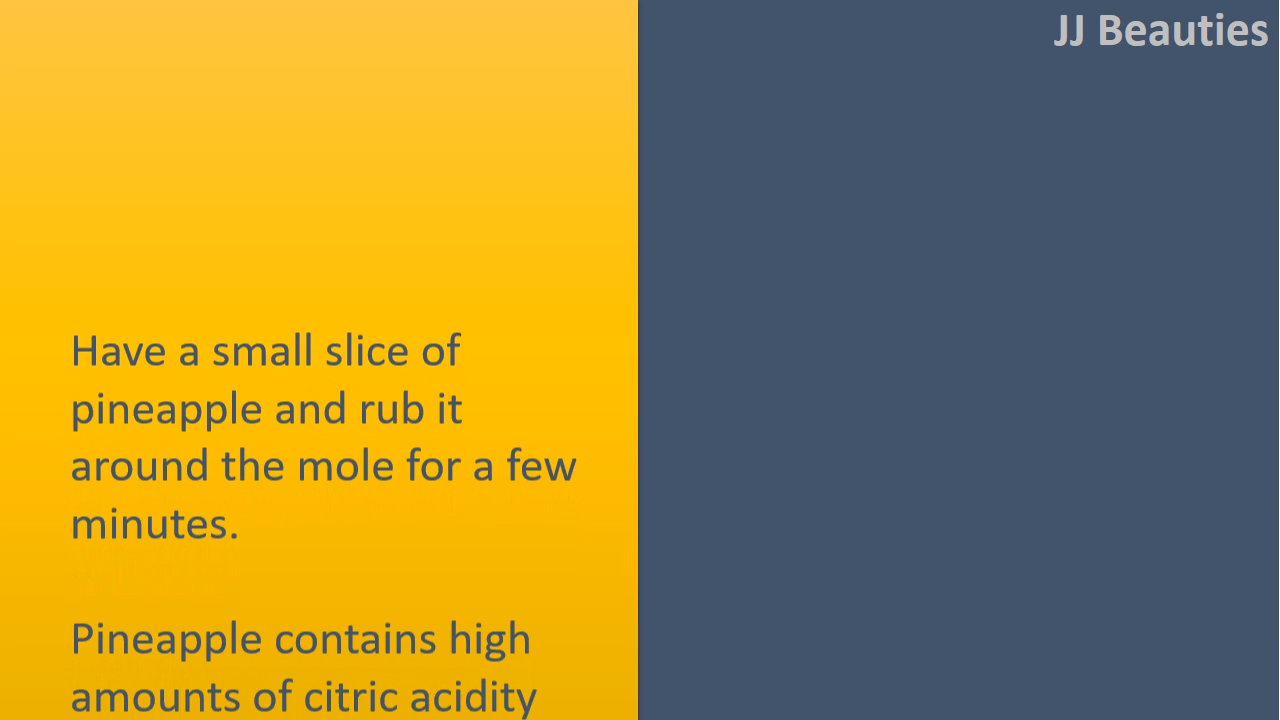 JJ Beauties
Have a small slice of
pineapple and rub it
around the mole for a few
minutes.
Pineapple contains high
amounts of citric acidity